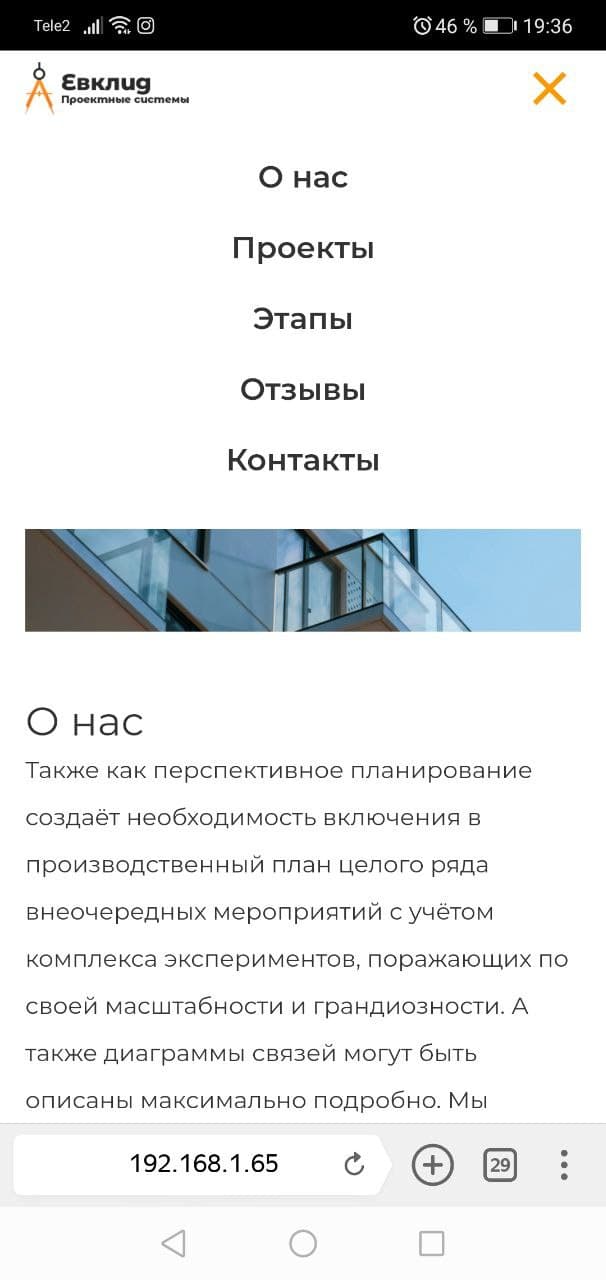 Tele2 46 % 19:36
Евклид
Проектные системы
О нас
Проекты
Этапы
Отзывы
Контакты
О нас
Также как перспективное планирование
создаёт необходимость включения в
производственный план целого ряда
внеочередных мероприятий с учётом
комплекса экспериментов, поражающих по
своей масштабности и грандиозности. А
также диаграммы связей могут быть
описаны максимально подробно. Мы
192.168.1.65 29